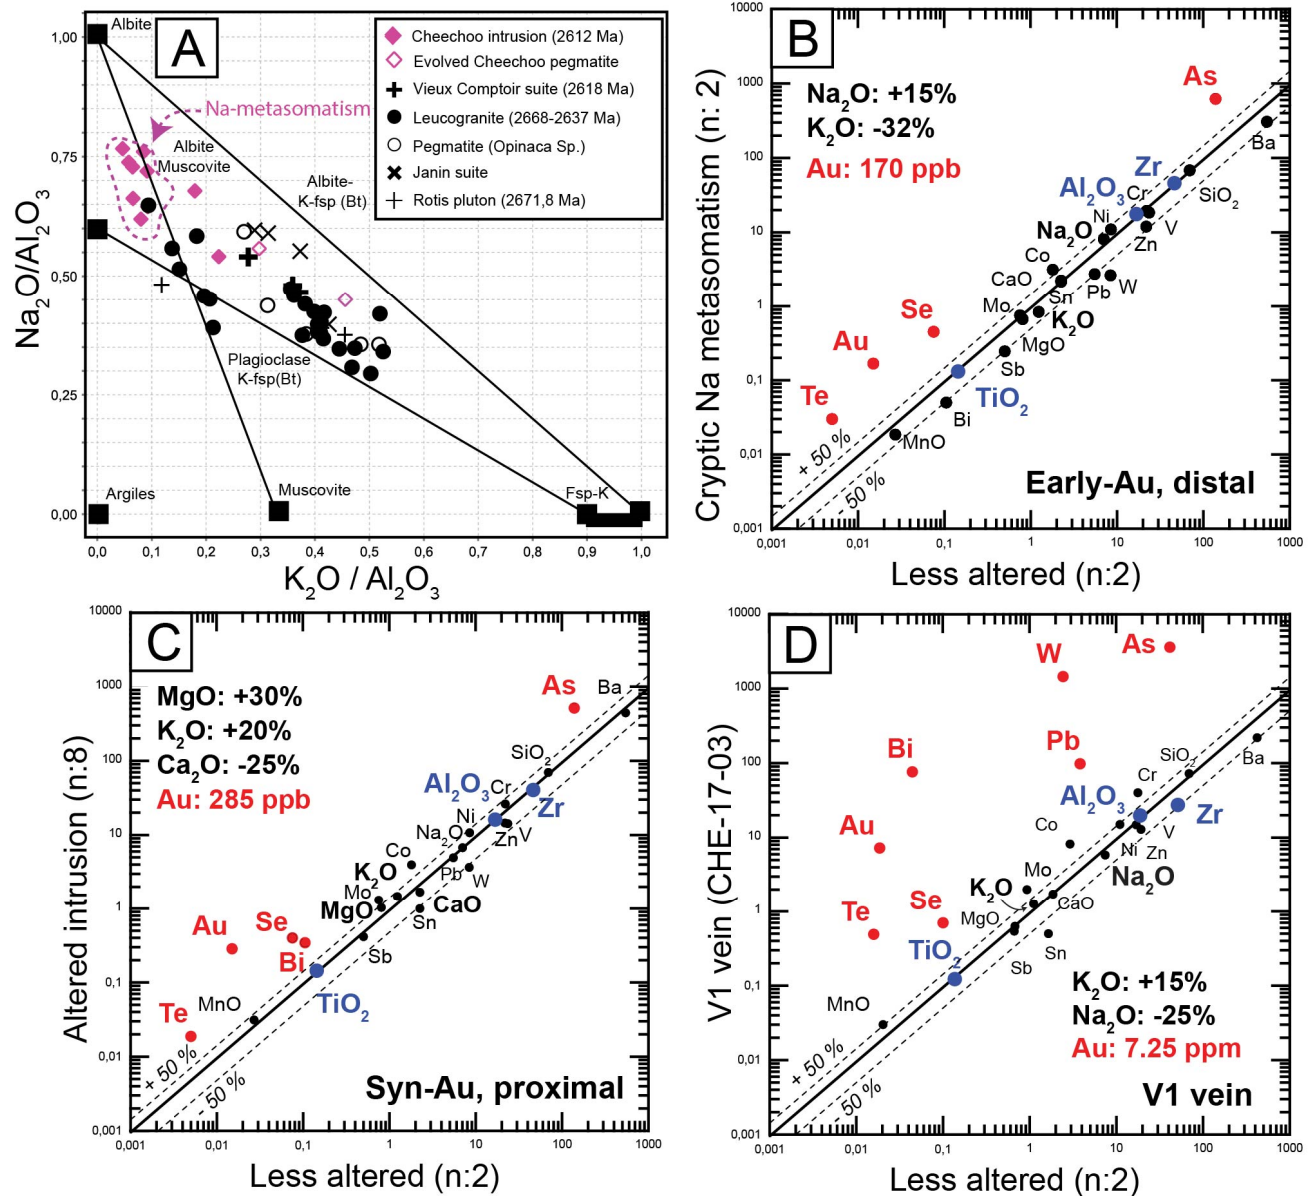 A
Albite
1,00
Na-metasomatism
Albite
Muscovite
0,75
Albite-
K-fsp (Bt)
Cheechoo intrusion (2612 Ma)
Evolved Cheechoo pegmatite
Vieux Comptoir suite (2618 Ma)
Leucogranite (2668-2637 Ma)
Pegmatite (Opinaca Sp.)
Janin suite
Rotis pluton (2671,8 Ma)
0,50
Plagioclase
K-fsp(Bt)
0,25
Argiles
Muscovite
Fsp-K
0,00
0,0 0,1 0,2 0,3 0,4 0,5 0,6 0,7 0,8 0,9 1,0
Na₂O/Al₂O₃
K₂O / Al₂O₃
B
10000
1000
100
10
1
0,1
0,01
0,001
Na₂O: +15%
K₂O: -32%
Au: 170 ppb
As
Ba
Zr
SiO₂
Al₂O₃
Cr
V
Ni
Zn
Na₂O
Co
Pb
W
CaO
Sn
Mo
K₂O
Se
MgO
Au
Sb
TiO₂
Te
Bi
MnO
+ 50 %
- 50 %
Early-Au, distal
0,001 0,01 0,1 1 10 100 1000
Cryptic Na metasomatism (n: 2)
Less altered (n:2)
C
10000
1000
100
10
1
0,1
0,01
0,001
MgO: +30%
K₂O: +20%
Ca₂O: -25%
Au: 285 ppb
As
Ba
SiO₂
Al₂O₃
Cr
Zr
Ni
Na₂O
Zn
V
Co
Pb
W
K₂O
Mo
MgO
CaO
Sn
Au
Se
Sb
Bi
TiO₂
MnO
Te
+ 50 %
- 50 %
Syn-Au, proximal
0,001 0,01 0,1 1 10 100 1000
Altered intrusion (n:8)
Less altered (n:2)
D
10000
1000
100
10
1
0,1
0,01
0,001
W
As
Bi
Pb
SiO₂
Ba
Cr
Al₂O₃
Zr
Au
Co
V
Ni
Zn
Mo
Na₂O
K₂O
CaO
Se
Te
MgO
TiO₂
Sb
Sn
MnO
K₂O: +15%
Na₂O: -25%
Au: 7.25 ppm
+ 50 %
- 50 %
V1 vein
0,001 0,01 0,1 1 10 100 1000
V1 vein (CHE-17-03)
Less altered (n:2)